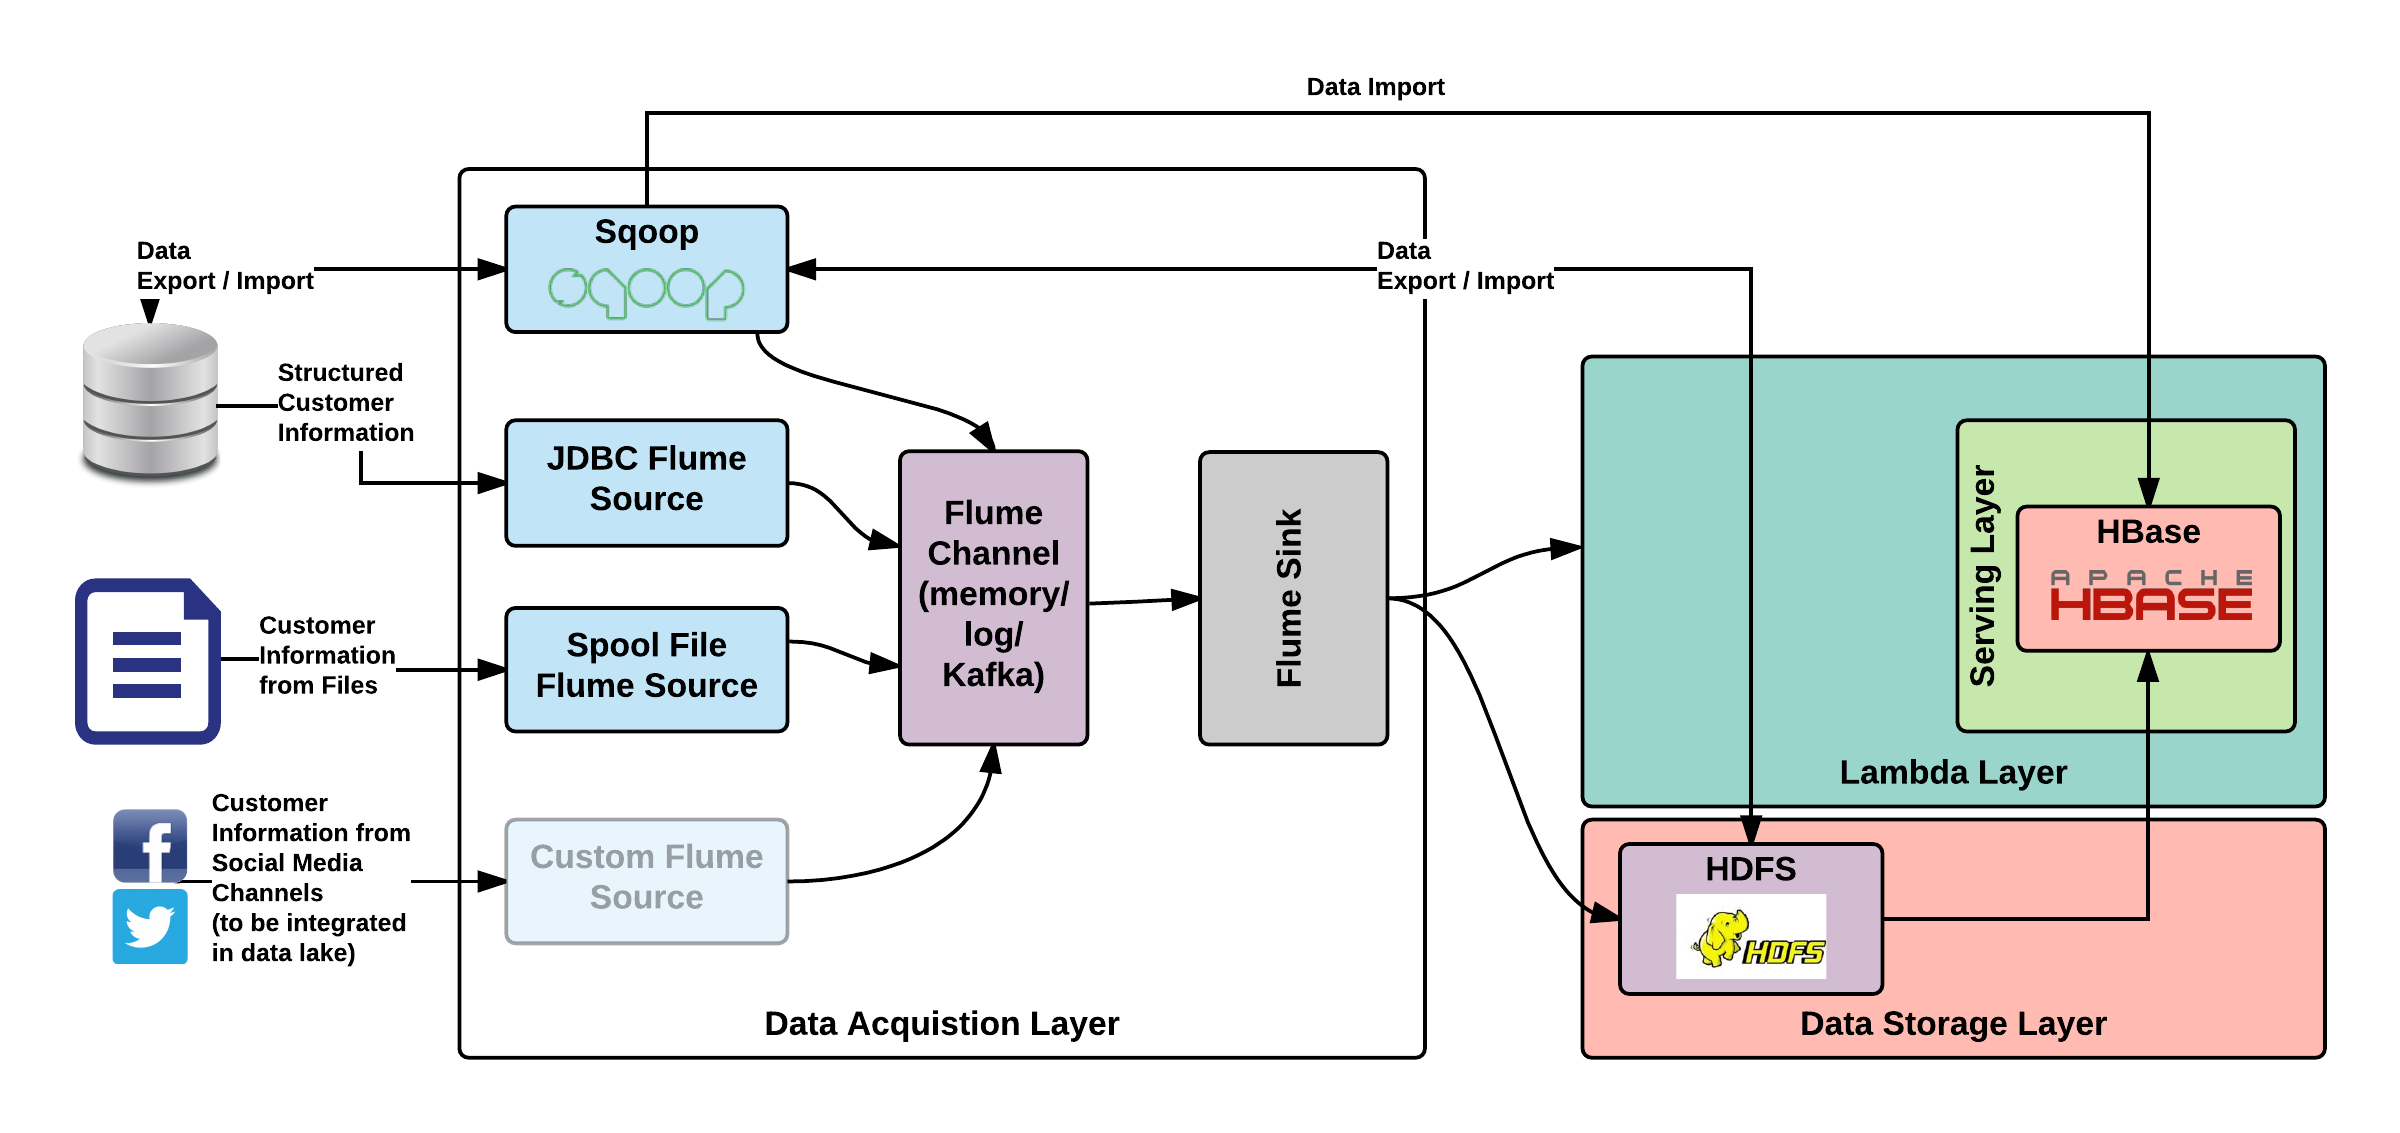 Data Import
Sqoop
sqoop
Data
Export / Import
Data
Export / Import
Structured
Customer
Information
JDBC Flume
Source
Flume
Channel
(memory/
log/
Kafka)
Flume Sink
Serving Layer
HBase
APACHE
HBASE
Customer
Information
from Files
Spool File
Flume Source
Lambda Layer
Customer
Information from
Social Media
Channels
(to be integrated
in data lake)
Custom Flume
Source
HDFS
HDFS
Data Acquistion Layer
Data Storage Layer